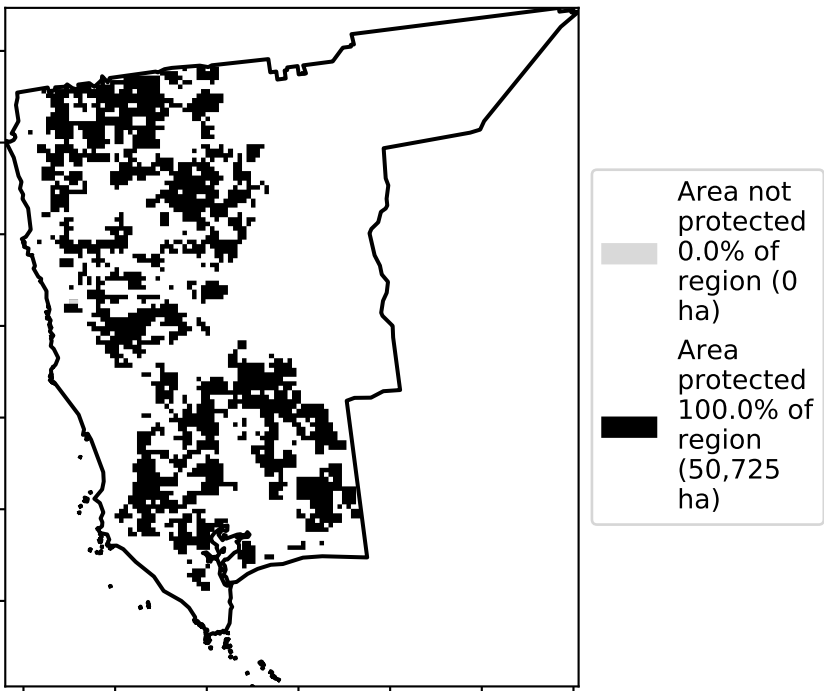 Area not
protected
0.0% of
region (0
ha)
Area
protected
100.0% of
region
(50,725
ha)